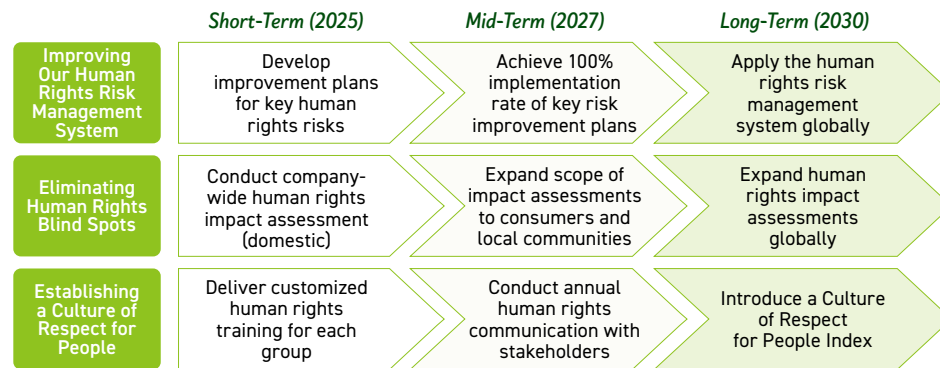 Short-Term (2025)
Mid-Term (2027)
Long-Term (2030)
Improving
Our Human
Rights Risk
Management
System
Develop
improvement plans
for key human
rights risks
Achieve 100%
implementation
rate of key risk
improvement plans
Apply the human
rights risk
management
system globally
Eliminating
Human Rights
Blind Spots
Conduct company-
wide human rights
impact assessment
(domestic)
Expand scope of
impact assessments
to consumers and
local communities
Expand human
rights impact
assessments
globally
Establishing
a Culture of
Respect for
People
Deliver customized
human rights
training for each
group
Conduct annual
human rights
communication with
stakeholders
Introduce a Culture
of Respect
for People Index